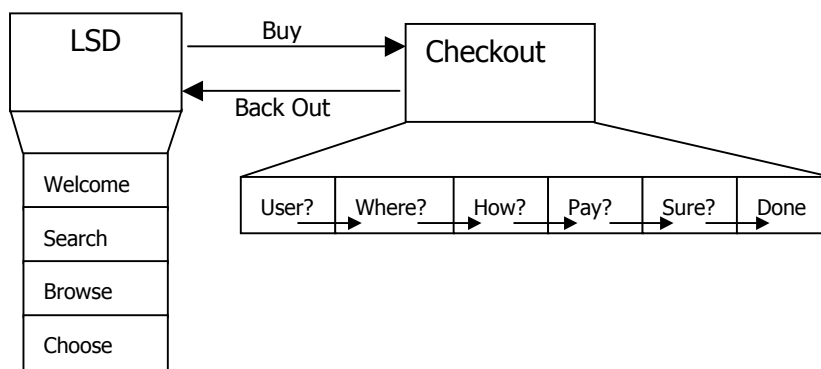 LSD
Buy
Checkout
Back Out
Welcome
Search
Browse
Choose
User? Where? How? Pay? Sure? Done